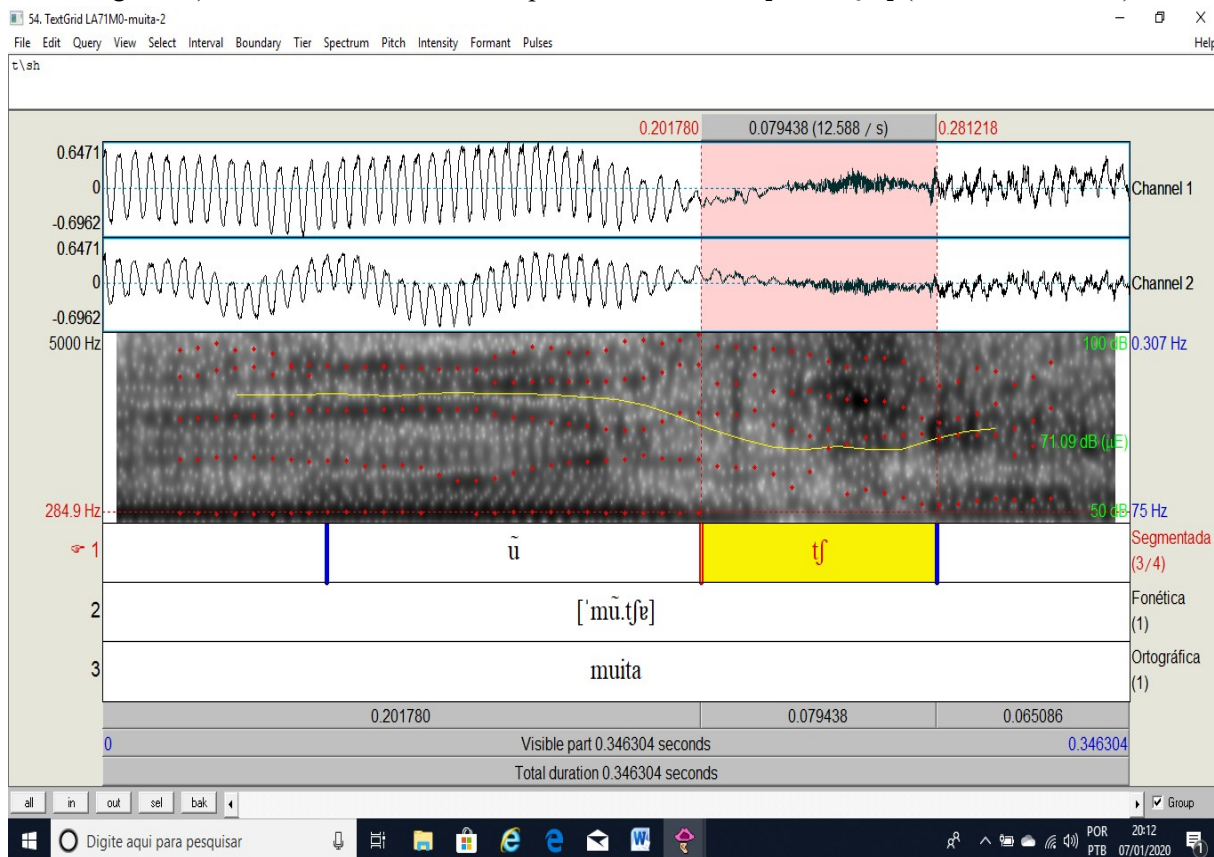 54. TextGrid LA71M0-muita-2
File Edit Query View Select Interval Boundary Tier Spectrum Pitch Intensity Formant Pulses Help
t\sh
0.201780 0.079438 (12.588 / s) 0.281218
0.6471
0
-0.6962
Channel 1
0.6471
0
-0.6962
Channel 2
5000 Hz 100 dB 0.307 Hz
71.09 dB (µE)
284.9 Hz 50 dB 75 Hz
1 ũ tʃ Segmentada
(3/4)
2 [ˈmũ.tʃɐ] Fonética
(1)
3 muita Ortográfica
(1)
0.201780 0.079438 0.065086
0 Visible part 0.346304 seconds 0.346304
Total duration 0.346304 seconds
all in out sel bak Group
Digite aqui para pesquisar POR 20:12
PTB 07/01/2020